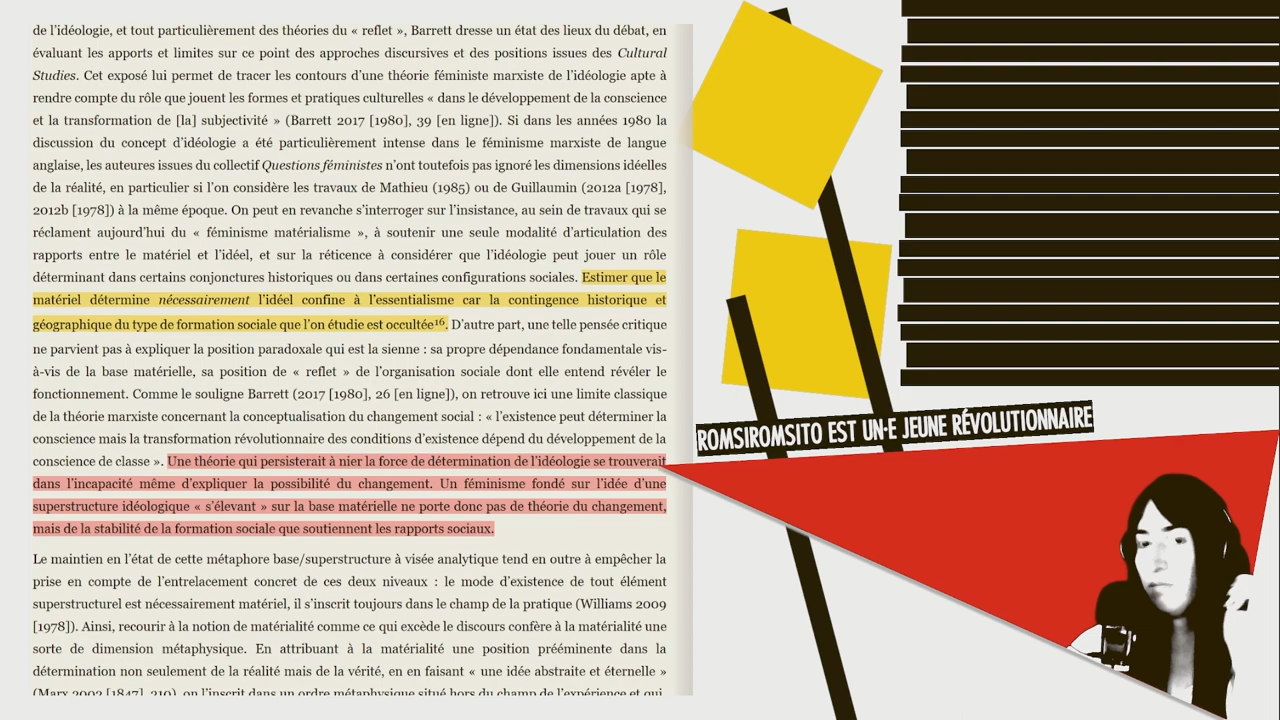 de l'idéologie, et tout particulièrement des théories du « reflet », Barrett dresse un état des lieux du débat, en
évaluant les apports et limites sur ce point des approches discursives et des positions issues des Cultural
Studies. Cet exposé lui permet de tracer les contours d'une théorie féministe marxiste de l'idéologie apte à
rendre compte du rôle que jouent les formes et pratiques culturelles « dans le développement de la conscience
et la transformation de [la] subjectivité » (Barrett 2017 [1980], 39 [en ligne]). Si dans les années 1980 la
discussion du concept d'idéologie a été particulièrement intense dans le féminisme marxiste de langue
anglaise, les auteures issues du collectif Questions féministes n'ont toutefois pas ignoré les dimensions idéelles
de la réalité, en particulier si l'on considère les travaux de Mathieu (1985) ou de Guillaumin (2012a [1978],
2012b [1978]) à la même époque. On peut en revanche s'interroger sur l'insistance, au sein de travaux qui se
réclament aujourd'hui du « féminisme matérialisme », à soutenir une seule modalité d'articulation des
rapports entre le matériel et l'idéel, et sur la réticence à considérer que l'idéologie peut jouer un rôle
déterminant dans certaines conjonctures historiques ou dans certaines configurations sociales. Estimer que le
matériel détermine nécessairement l'idéel confine à l'essentialisme car la contingence historique et
géographique du type de formation sociale que l'on étudie est occultée16. D'autre part, une telle pensée critique
ne parvient pas à expliquer la position paradoxale qui est la sienne : sa propre dépendance fondamentale vis-
à-vis de la base matérielle, sa position de « reflet » de l'organisation sociale dont elle entend révéler le
fonctionnement. Comme le souligne Barrett (2017 [1980], 26 [en ligne]), on retrouve ici une limite classique
de la théorie marxiste concernant la conceptualisation du changement social : « l'existence peut déterminer la
conscience mais la transformation révolutionnaire des conditions d'existence dépend du développement de la
conscience de classe ». Une théorie qui persisterait à nier la force de détermination de l'idéologie se trouverait
dans l'incapacité même d'expliquer la possibilité du changement. Un féminisme fondé sur l'idée d'une
superstructure idéologique « s'élevant » sur la base matérielle ne porte donc pas de théorie du changement,
mais de la stabilité de la formation sociale que soutiennent les rapports sociaux.
Le maintien en l'état de cette métaphore base/superstructure à visée analytique tend en outre à empêcher la
prise en compte de l'entrelacement concret de ces deux niveaux : le mode d'existence de tout élément
superstructurel est nécessairement matériel, il s'inscrit toujours dans le champ de la pratique (Williams 2009
[1978]). Ainsi, recourir à la notion de matérialité comme ce qui excède le discours confère à la matérialité une
sorte de dimension métaphysique. En attribuant à la matérialité une position prééminente dans la
détermination non seulement de la réalité mais de la vérité, en en faisant « une idée abstraite et éternelle »
(Marx 2002 [1847], 210), on l'inscrit dans un ordre métaphysique situé hors du champ de l'expérience et qui,
ROMSIROMSITO EST UN·E JEUNE RÉVOLUTIONNAIRE